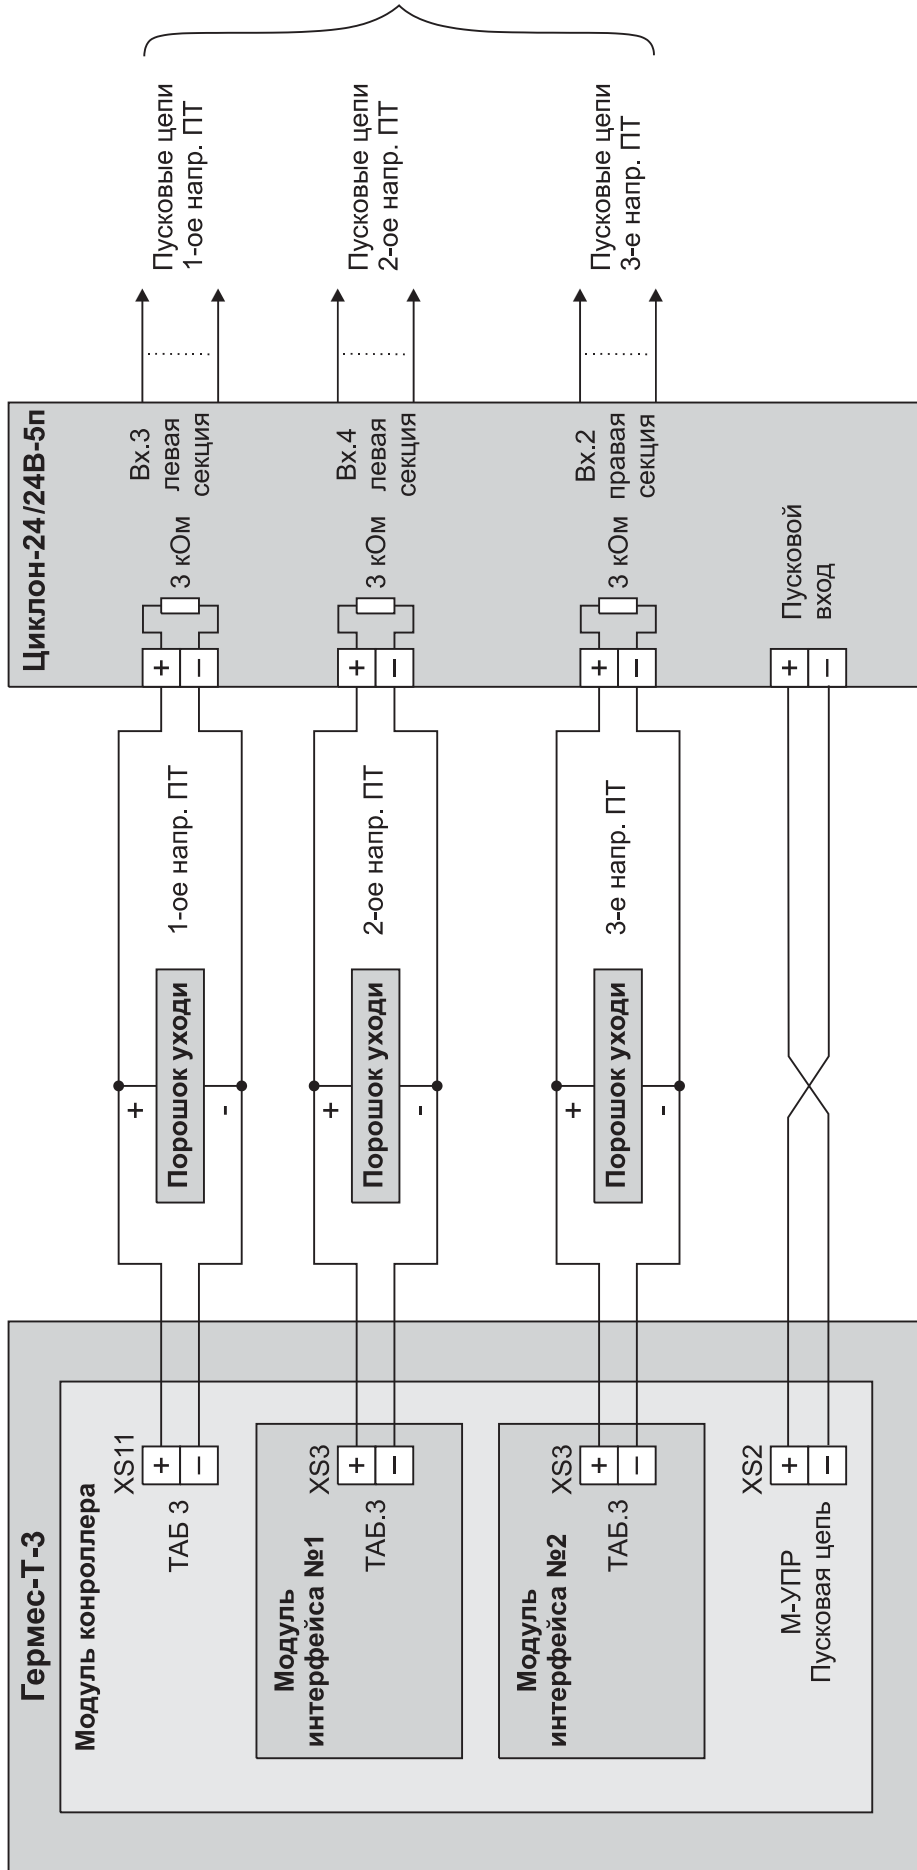 Гермес-Т-3
Модуль конроллера
XS11
+
−
ТАБ 3
Модуль
интерфейса №1
XS3
+
−
ТАБ.3
Модуль
интерфейса №2
XS3
+
−
ТАБ.3
XS2
+
−
М-УПР
Пусковая цепь
+
Порошок уходи
-
1-ое напр. ПТ
+
Порошок уходи
-
2-ое напр. ПТ
+
Порошок уходи
-
3-е напр. ПТ
Циклон-24/24В-5п
+
−
3 кОм
Вх.3
левая
секция
+
−
3 кОм
Вх.4
левая
секция
+
−
3 кОм
Вх.2
правая
секция
+
−
Пусковой
вход
Пусковые цепи
1-ое напр. ПТ
Пусковые цепи
2-ое напр. ПТ
Пусковые цепи
3-е напр. ПТ